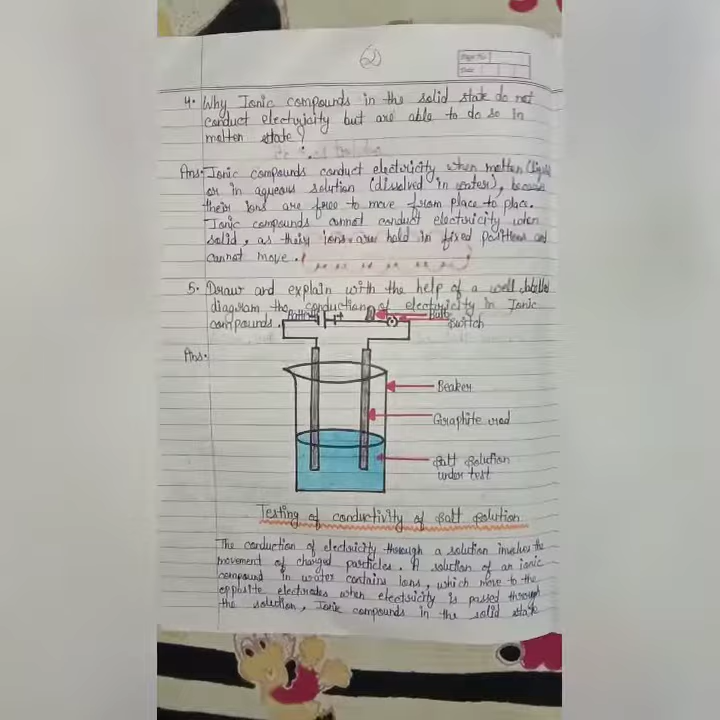 62
Page No.
Date
4. Why Ionic compounds in the solid state do not
conduct electricity but are able to do so in
molten state?
Ans: Ionic compounds conduct electricity when molten (liquid)
or in aqueous solution (dissolved in water), because
their ions are free to move from place to place.
Ionic compounds cannot conduct electricity when
solid, as their ions are held in fixed positions and
cannot move.
5. Draw and explain with the help of a well labelled
diagram the conduction of electricity in Ionic
compounds.
Battery
Bulb
Switch
Ans.
Beaker
Graphite rod
Salt solution
under test
Testing of conductivity of Salt solution
The conduction of electricity through a solution involves the
movement of charged particles. A solution of an ionic
compound in water contains ions, which move to the
opposite electrodes when electricity is passed through
the solution, Ionic compounds in the solid state